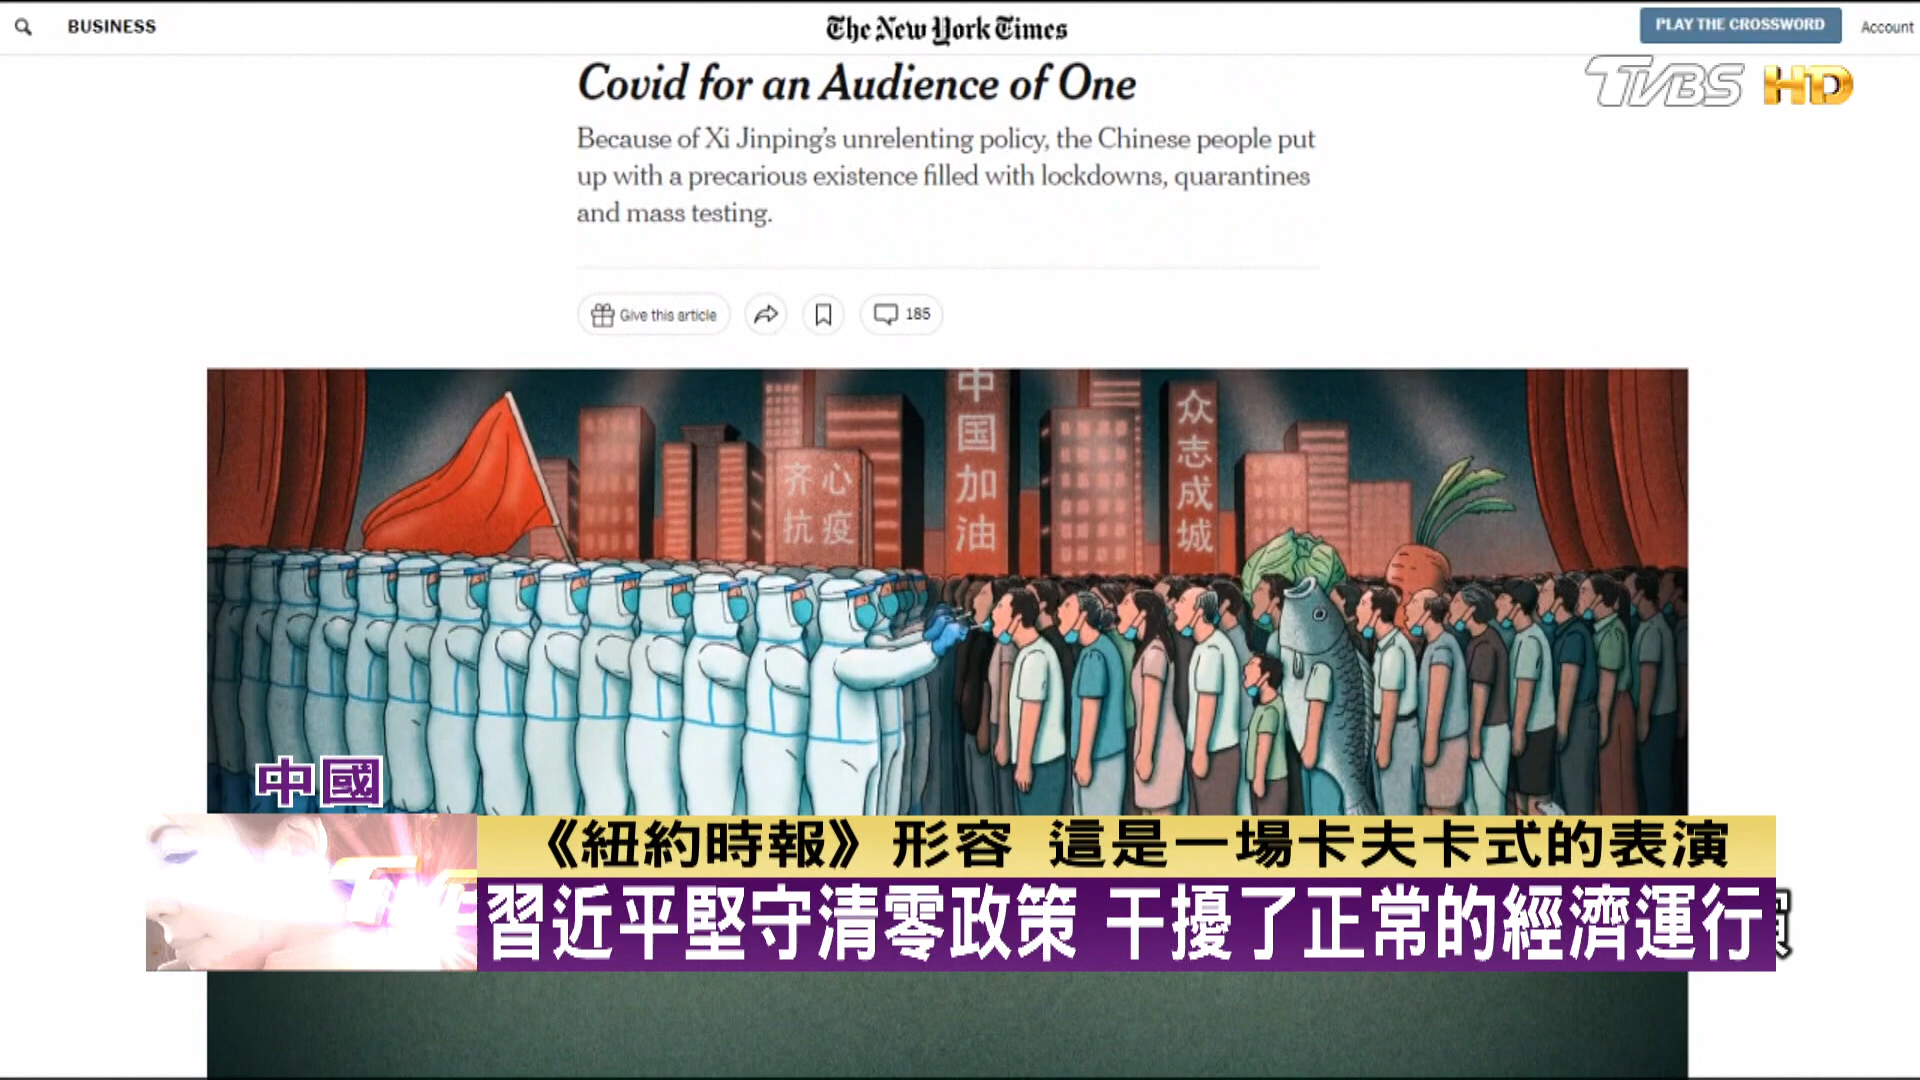 BUSINESS
The New York Times
PLAY THE CROSSWORD
Account
TVBS HD
Covid for an Audience of One
Because of Xi Jinping's unrelenting policy, the Chinese people put
up with a precarious existence filled with lockdowns, quarantines
and mass testing.
Give this article
185
齐心
抗疫
中国加油
众志成城
中國
《紐約時報》形容 這是一場卡夫卡式的表演
習近平堅守清零政策 干擾了正常的經濟運行